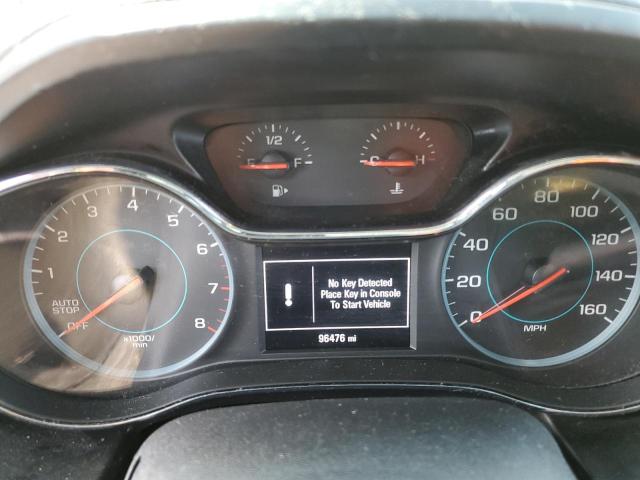 1/2
E F
C H
1 2 3 4 5 6 7 8
AUTO
STOP
OFF
x1000/
min
No Key Detected
Place Key in Console
To Start Vehicle
96476 mi
0 20 40 60 80 100 120 140 160
MPH